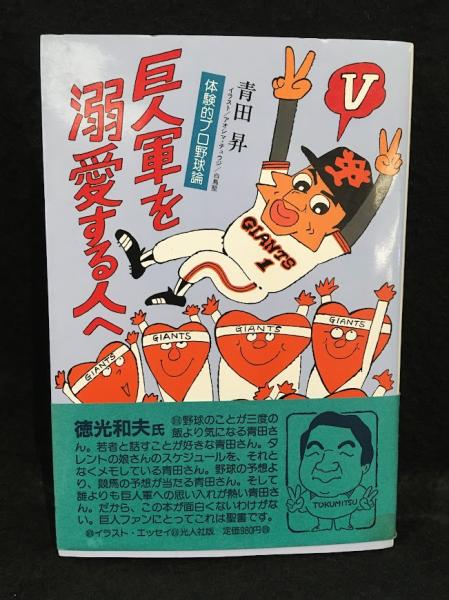 巨人軍を
溺愛する人へ
体験的プロ野球論
青田 昇
イラスト/アオシマ・チュウジ/
V
GIANTS
1
GIANTS
GIANTS
GIANTS
GIANTS
徳光和夫氏
野球のことが三度の
飯より気になる青田さ
ん。若者と話すことが好きな青田さん。タ
レントの娘さんのスケジュールを、それと
なくメモしている青田さん。野球の予想よ
り、競馬の予想が当たる青田さん。そして
誰よりも巨人軍への思い入れが熱い青田さ
ん。だから、この本が面白くないわけがな
い。巨人ファンにとってこれは聖書です。
イラスト・エッセイ 光人社版 定価980円
TOKUMITSU